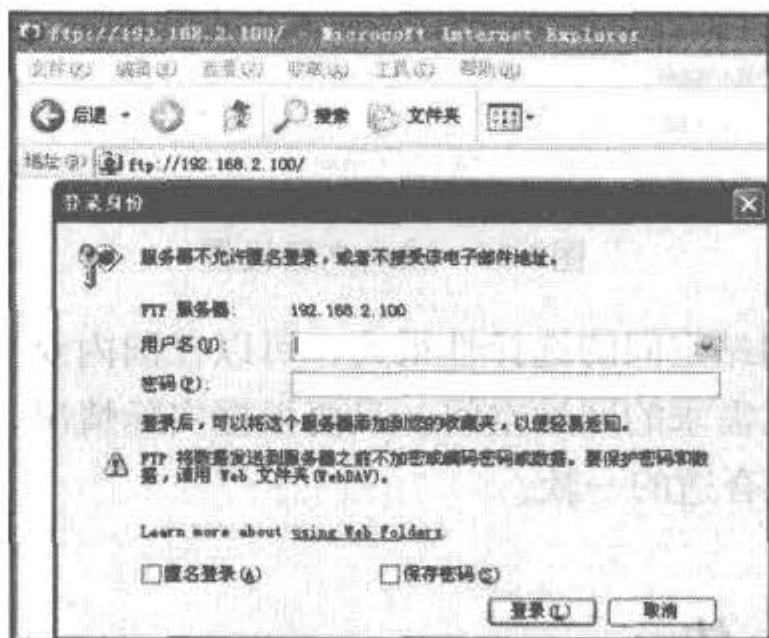 ftp://192.168.2.100/ - Microsoft Internet Explorer
文件(F) 编辑(E) 查看(V) 收藏(A) 工具(T) 帮助(H)
后退 搜索 文件夹
地址(D) ftp://192.168.2.100/
登录身份
服务器不允许匿名登录，或者不接受该电子邮件地址。
FTP 服务器: 192.168.2.100
用户名(U):
密码(P):
登录后，可以将这个服务器添加到您的收藏夹，以便轻易返回。
FTP 将数据发送到服务器之前不加密或编码密码或数据。要保护密码和数
据，请用 Web 文件夹(WebDAV)。
Learn more about using Web Folders.
匿名登录(A) 保存密码(S)
登录(L) 取消